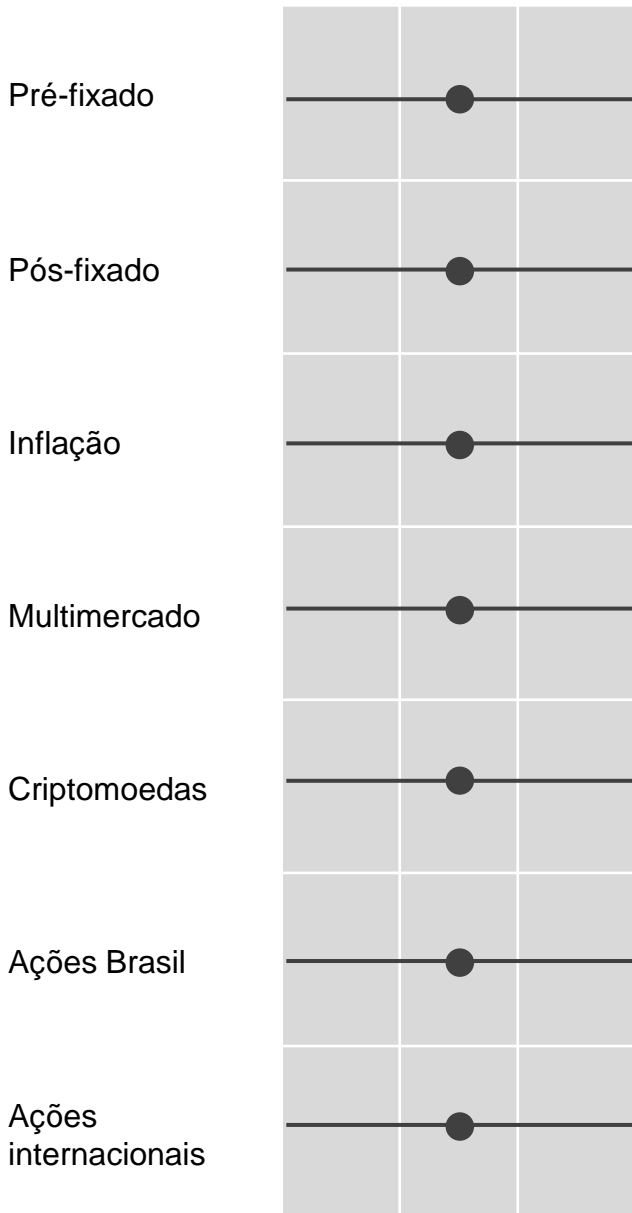 Pré-fixado
Pós-fixado
Inflação
Multimercado
Criptomoedas
Ações Brasil
Ações
internacionais